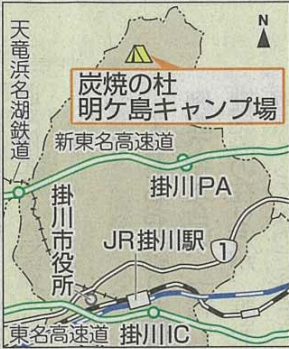 N
天竜浜名湖鉄道
炭焼の杜
明ケ島キャンプ場
新東名高速道
掛川PA
掛川市役所
JR掛川駅
1
東名高速道
掛川IC